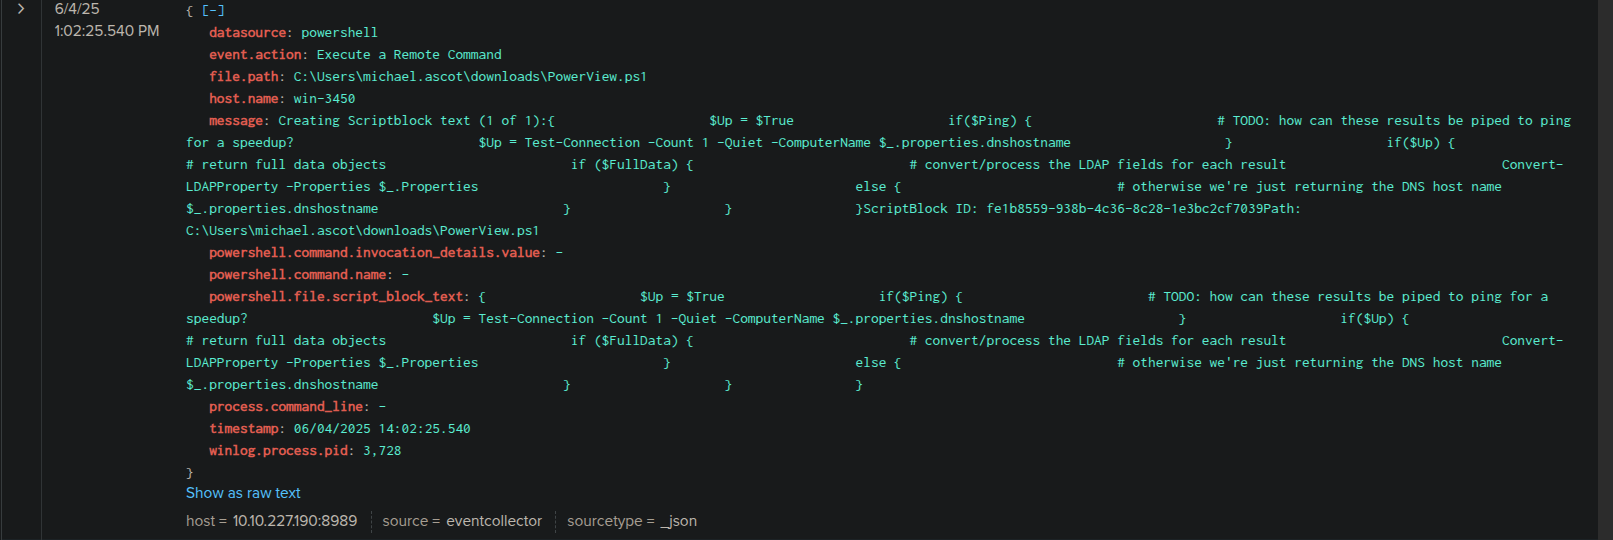 6/4/25
1:02:25.540 PM
{ [-]
datasource: powershell
event.action: Execute a Remote Command
file.path: C:\Users\michael.ascot\downloads\PowerView.ps1
host.name: win-3450
message: Creating Scriptblock text (1 of 1):{ $Up = $True if($Ping) { # TODO: how can these results be piped to ping
for a speedup? $Up = Test-Connection -Count 1 -Quiet -ComputerName $_.properties.dnshostname } if($Up) {
# return full data objects if ($FullData) { # convert/process the LDAP fields for each result Convert-
LDAPProperty -Properties $_.Properties } else { # otherwise we're just returning the DNS host name
$_.properties.dnshostname } } }ScriptBlock ID: fe1b8559-938b-4c36-8c28-1e3bc2cf7039Path:
C:\Users\michael.ascot\downloads\PowerView.ps1
powershell.command.invocation_details.value: -
powershell.command.name: -
powershell.file.script_block_text: { $Up = $True if($Ping) { # TODO: how can these results be piped to ping for a
speedup? $Up = Test-Connection -Count 1 -Quiet -ComputerName $_.properties.dnshostname } if($Up) {
# return full data objects if ($FullData) { # convert/process the LDAP fields for each result Convert-
LDAPProperty -Properties $_.Properties } else { # otherwise we're just returning the DNS host name
$_.properties.dnshostname } } }
process.command_line: -
timestamp: 06/04/2025 14:02:25.540
winlog.process.pid: 3,728
}
Show as raw text
host = 10.10.227.190:8989 source = eventcollector sourcetype = _json